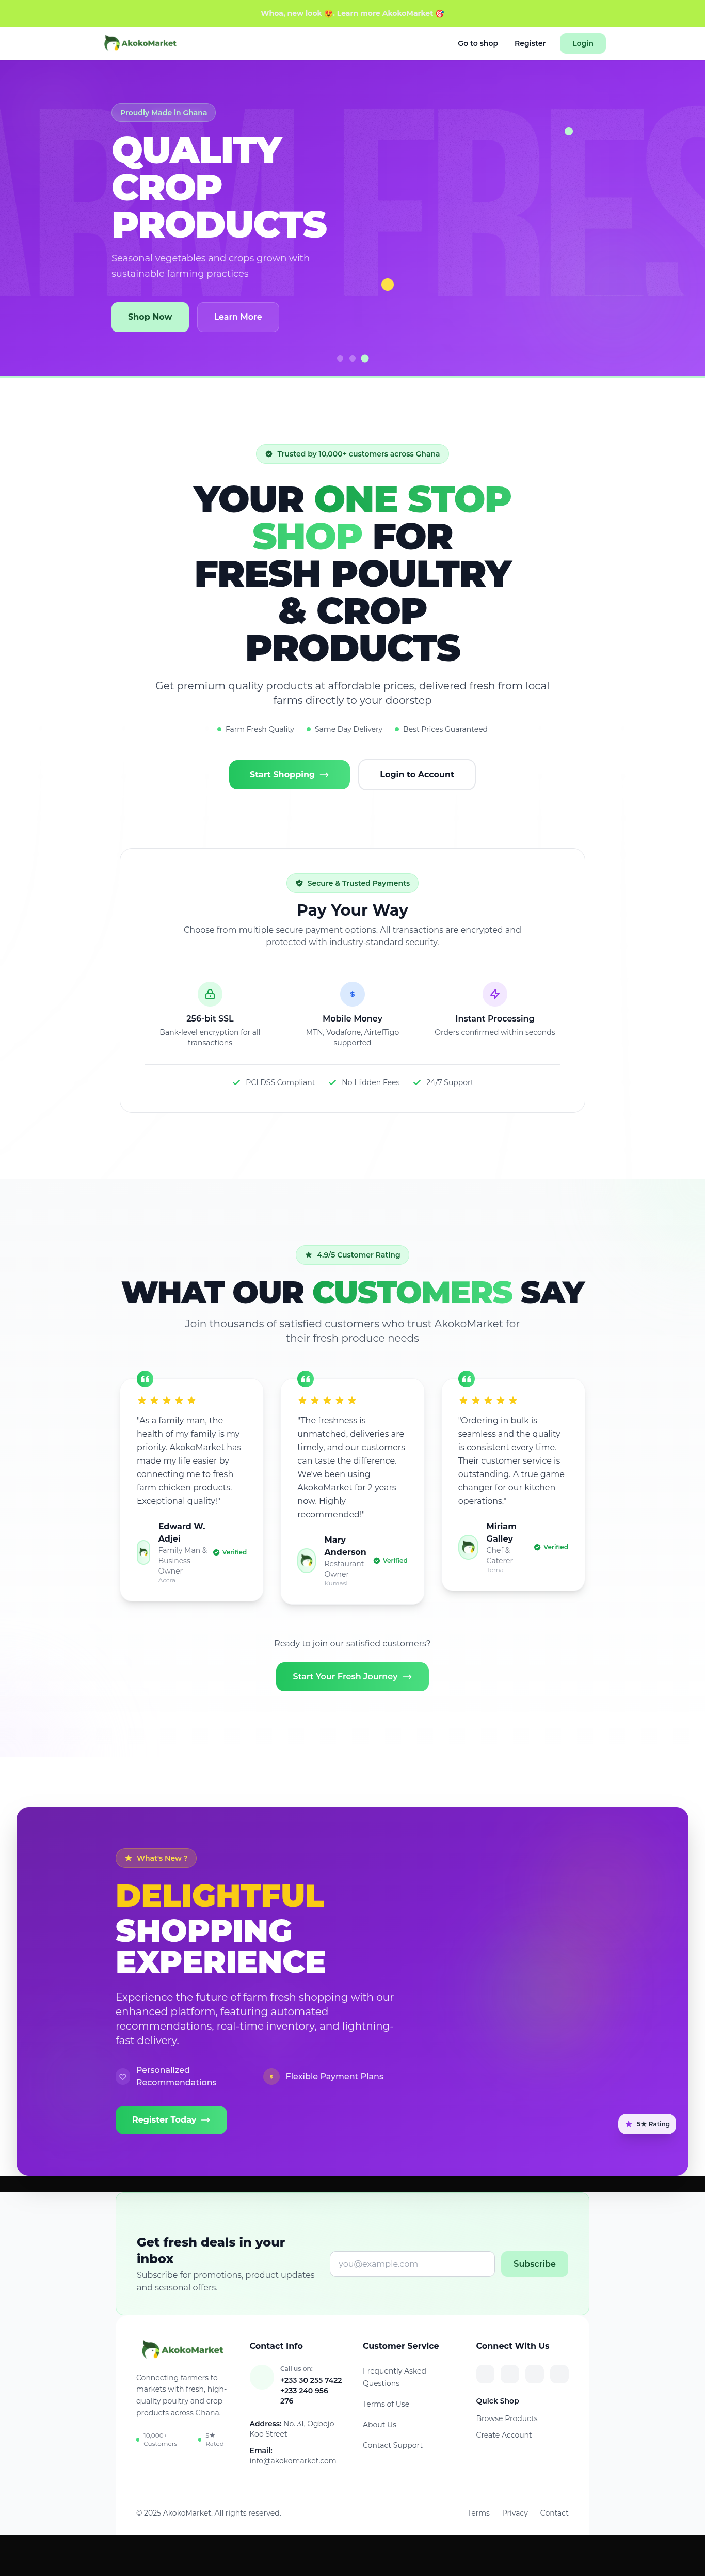 Whoa, new look 😍 Learn more AkokoMarket 🎯
AkokoMarket
Go to shop
Register
Login
ARM FRES
Proudly Made in Ghana
QUALITY
CROP
PRODUCTS
Seasonal vegetables and crops grown with
sustainable farming practices
Shop Now
Learn More
Trusted by 10,000+ customers across Ghana
YOUR ONE STOP
SHOP FOR
FRESH POULTRY
& CROP
PRODUCTS
Get premium quality products at affordable prices, delivered fresh from local
farms directly to your doorstep
Farm Fresh Quality
Same Day Delivery
Best Prices Guaranteed
Start Shopping →
Login to Account
Secure & Trusted Payments
Pay Your Way
Choose from multiple secure payment options. All transactions are encrypted and
protected with industry-standard security.
256-bit SSL
Bank-level encryption for all
transactions
$
Mobile Money
MTN, Vodafone, AirtelTigo
supported
Instant Processing
Orders confirmed within seconds
PCI DSS Compliant
No Hidden Fees
24/7 Support
4.9/5 Customer Rating
WHAT OUR CUSTOMERS SAY
Join thousands of satisfied customers who trust AkokoMarket for
their fresh produce needs
"As a family man, the
health of my family is my
priority. AkokoMarket has
made my life easier by
connecting me to fresh
farm chicken products.
Exceptional quality!"
Edward W.
Adjei
Family Man &
Business
Owner
Accra
Verified
"The freshness is
unmatched, deliveries are
timely, and our customers
can taste the difference.
We've been using
AkokoMarket for 2 years
now. Highly
recommended!"
Mary
Anderson
Restaurant
Owner
Kumasi
Verified
"Ordering in bulk is
seamless and the quality
is consistent every time.
Their customer service is
outstanding. A true game
changer for our kitchen
operations."
Miriam
Galley
Chef &
Caterer
Tema
Verified
Ready to join our satisfied customers?
Start Your Fresh Journey →
What's New ?
DELIGHTFUL
SHOPPING
EXPERIENCE
Experience the future of farm fresh shopping with our
enhanced platform, featuring automated
recommendations, real-time inventory, and lightning-
fast delivery.
Personalized
Recommendations
$
Flexible Payment Plans
Register Today →
5★ Rating
Get fresh deals in your
inbox
Subscribe for promotions, product updates
and seasonal offers.
you@example.com
Subscribe
AkokoMarket
Connecting farmers to
markets with fresh, high-
quality poultry and crop
products across Ghana.
10,000+
Customers
5★
Rated
Contact Info
Call us on:
+233 30 255 7422
+233 240 956
276
Address: No. 31, Ogbojo
Koo Street
Email:
info@akokomarket.com
Customer Service
Frequently Asked
Questions
Terms of Use
About Us
Contact Support
Connect With Us
Quick Shop
Browse Products
Create Account
© 2025 AkokoMarket. All rights reserved.
Terms
Privacy
Contact